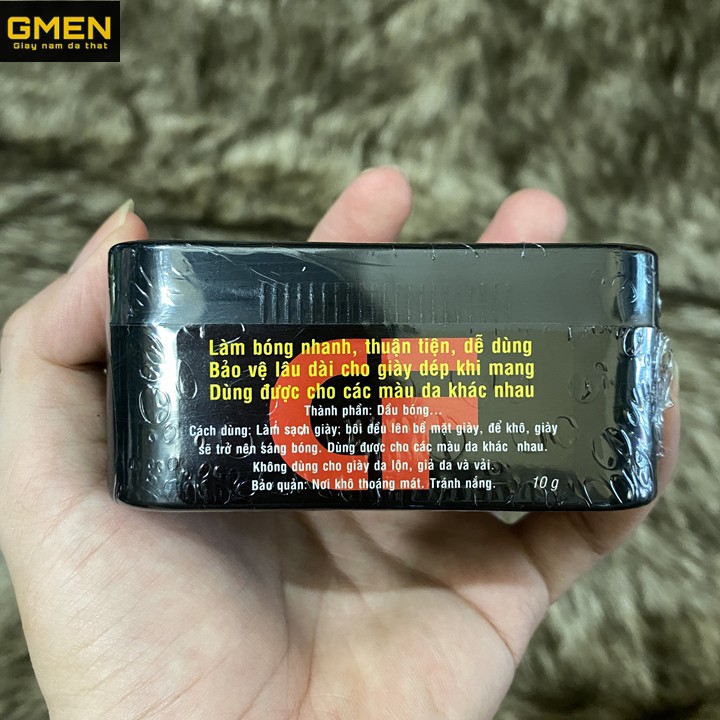 GMEN
Giay nam da that
Làm bóng nhanh, thuận tiện, dễ dùng
Bảo vệ lâu dài cho giày dép khi mang
Dùng được cho các màu da khác nhau
Thành phần: Dầu bóng...
Cách dùng: Làm sạch giày; bôi đều lên bề mặt giày, để khô, giày
sẽ trở nên sáng bóng. Dùng được cho các màu da khác nhau.
Không dùng cho giày da lộn, giả da và vải.
Bảo quản: Nơi khô thoáng mát. Tránh nắng. 10 g